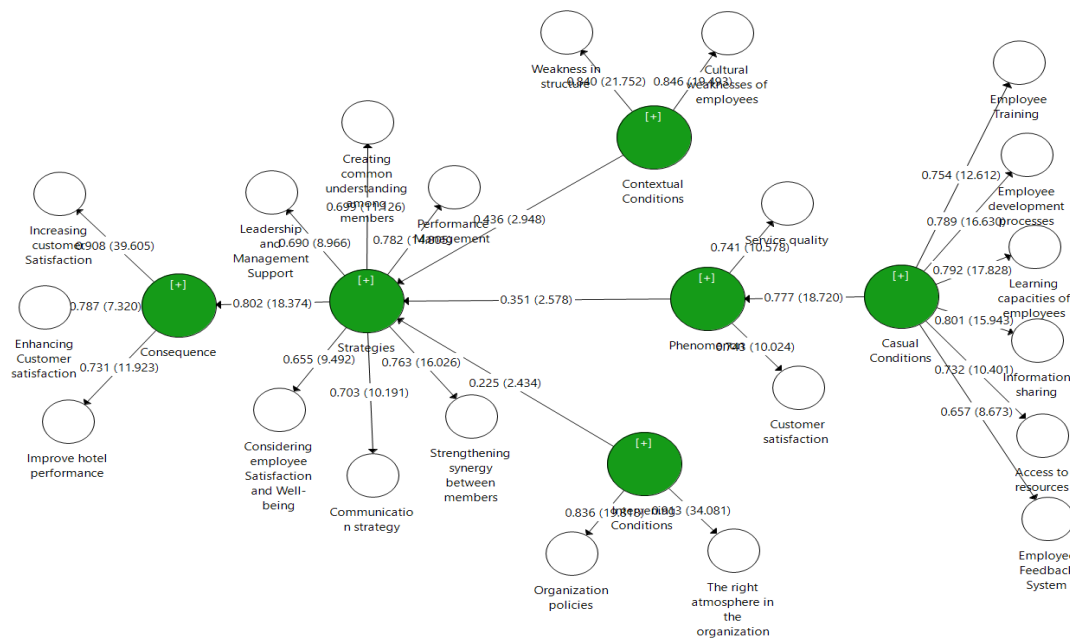 Weakness in
structure
0.840 (21.752)
0.846 (19.493)
Cultural
weaknesses of
employees
[+]
Contextual
Conditions
Employee
Training
0.754 (12.612)
Employee
development
processes
0.789 (16.630)
0.792 (17.828)
Learning
capacities of
employees
0.801 (15.943)
Information
sharing
0.732 (10.401)
0.657 (8.673)
Access to
resources
Employee
Feedback
System
[+]
Casual
Conditions
0.777 (18.720)
Service quality
0.741 (10.578)
[+]
Phenomenon
0.743 (10.024)
Customer
satisfaction
0.436 (2.948)
0.351 (2.578)
0.225 (2.434)
Creating
common
understanding
among
members
0.699 (11.126)
Leadership
and
Management
Support
0.690 (8.966)
Performance
Management
[+]
Strategies
0.802 (18.374)
0.655 (9.492)
0.703 (10.191)
0.763 (16.026)
Considering
employee
Satisfaction
and Well-
being
Communicatio
n strategy
Strengthening
synergy
between
members
Increasing
customer
Satisfaction
0.908 (39.605)
[+]
Consequence
0.787 (7.320)
Enhancing
Customer
satisfaction
0.731 (11.923)
Improve hotel
performance
[+]
Intervening
Conditions
0.913 (34.081)
Organization
policies
The right
atmosphere in
the
organization